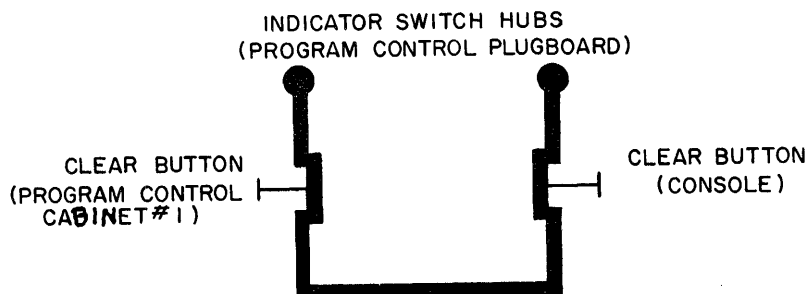 INDICATOR SWITCH HUBS
(PROGRAM CONTROL PLUGBOARD)
CLEAR BUTTON
(PROGRAM CONTROL
CABINET #1)
CLEAR BUTTON
(CONSOLE)